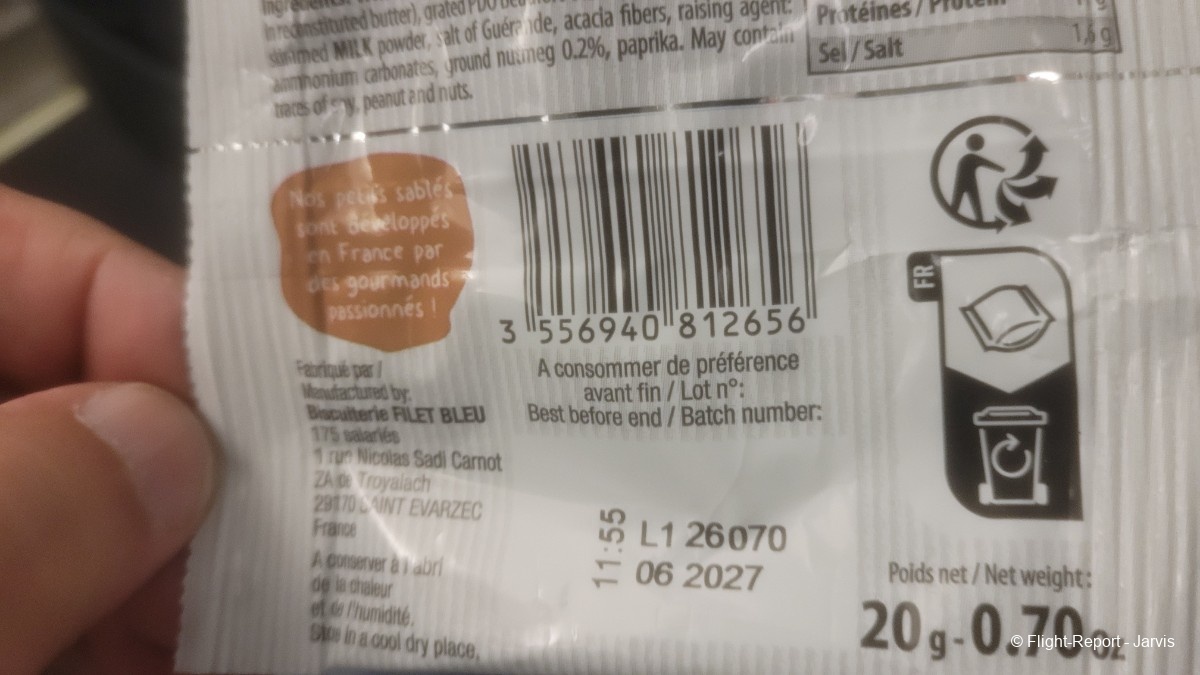 in reconstituted butter), grated PDO
skimmed MILK powder, salt of Guérande, acacia fibers, raising agent:
ammonium carbonates, ground nutmeg 0.2%, paprika. May contain
traces of soy, peanut and nuts.
Protéines / Protein
Sel / Salt 1,6 g
Nos petits sablés
sont développés
en France par
des gourmands
passionnés !
3 556940 812656
A consommer de préférence
avant fin / Lot n°:
Best before end / Batch number:
Fabriqué par /
Manufactured by:
Biscuiterie FILET BLEU
175 salariés
1 rue Nicolas Sadi Carnot
ZA de Troyalach
29170 SAINT EVARZEC
France
A conserver à l'abri
de la chaleur
et de l'humidité.
Store in a cool dry place.
11:55
L1 26070
06 2027
FR
Poids net / Net weight:
20 g - 0.70 oz
© Flight-Report - Jarvis